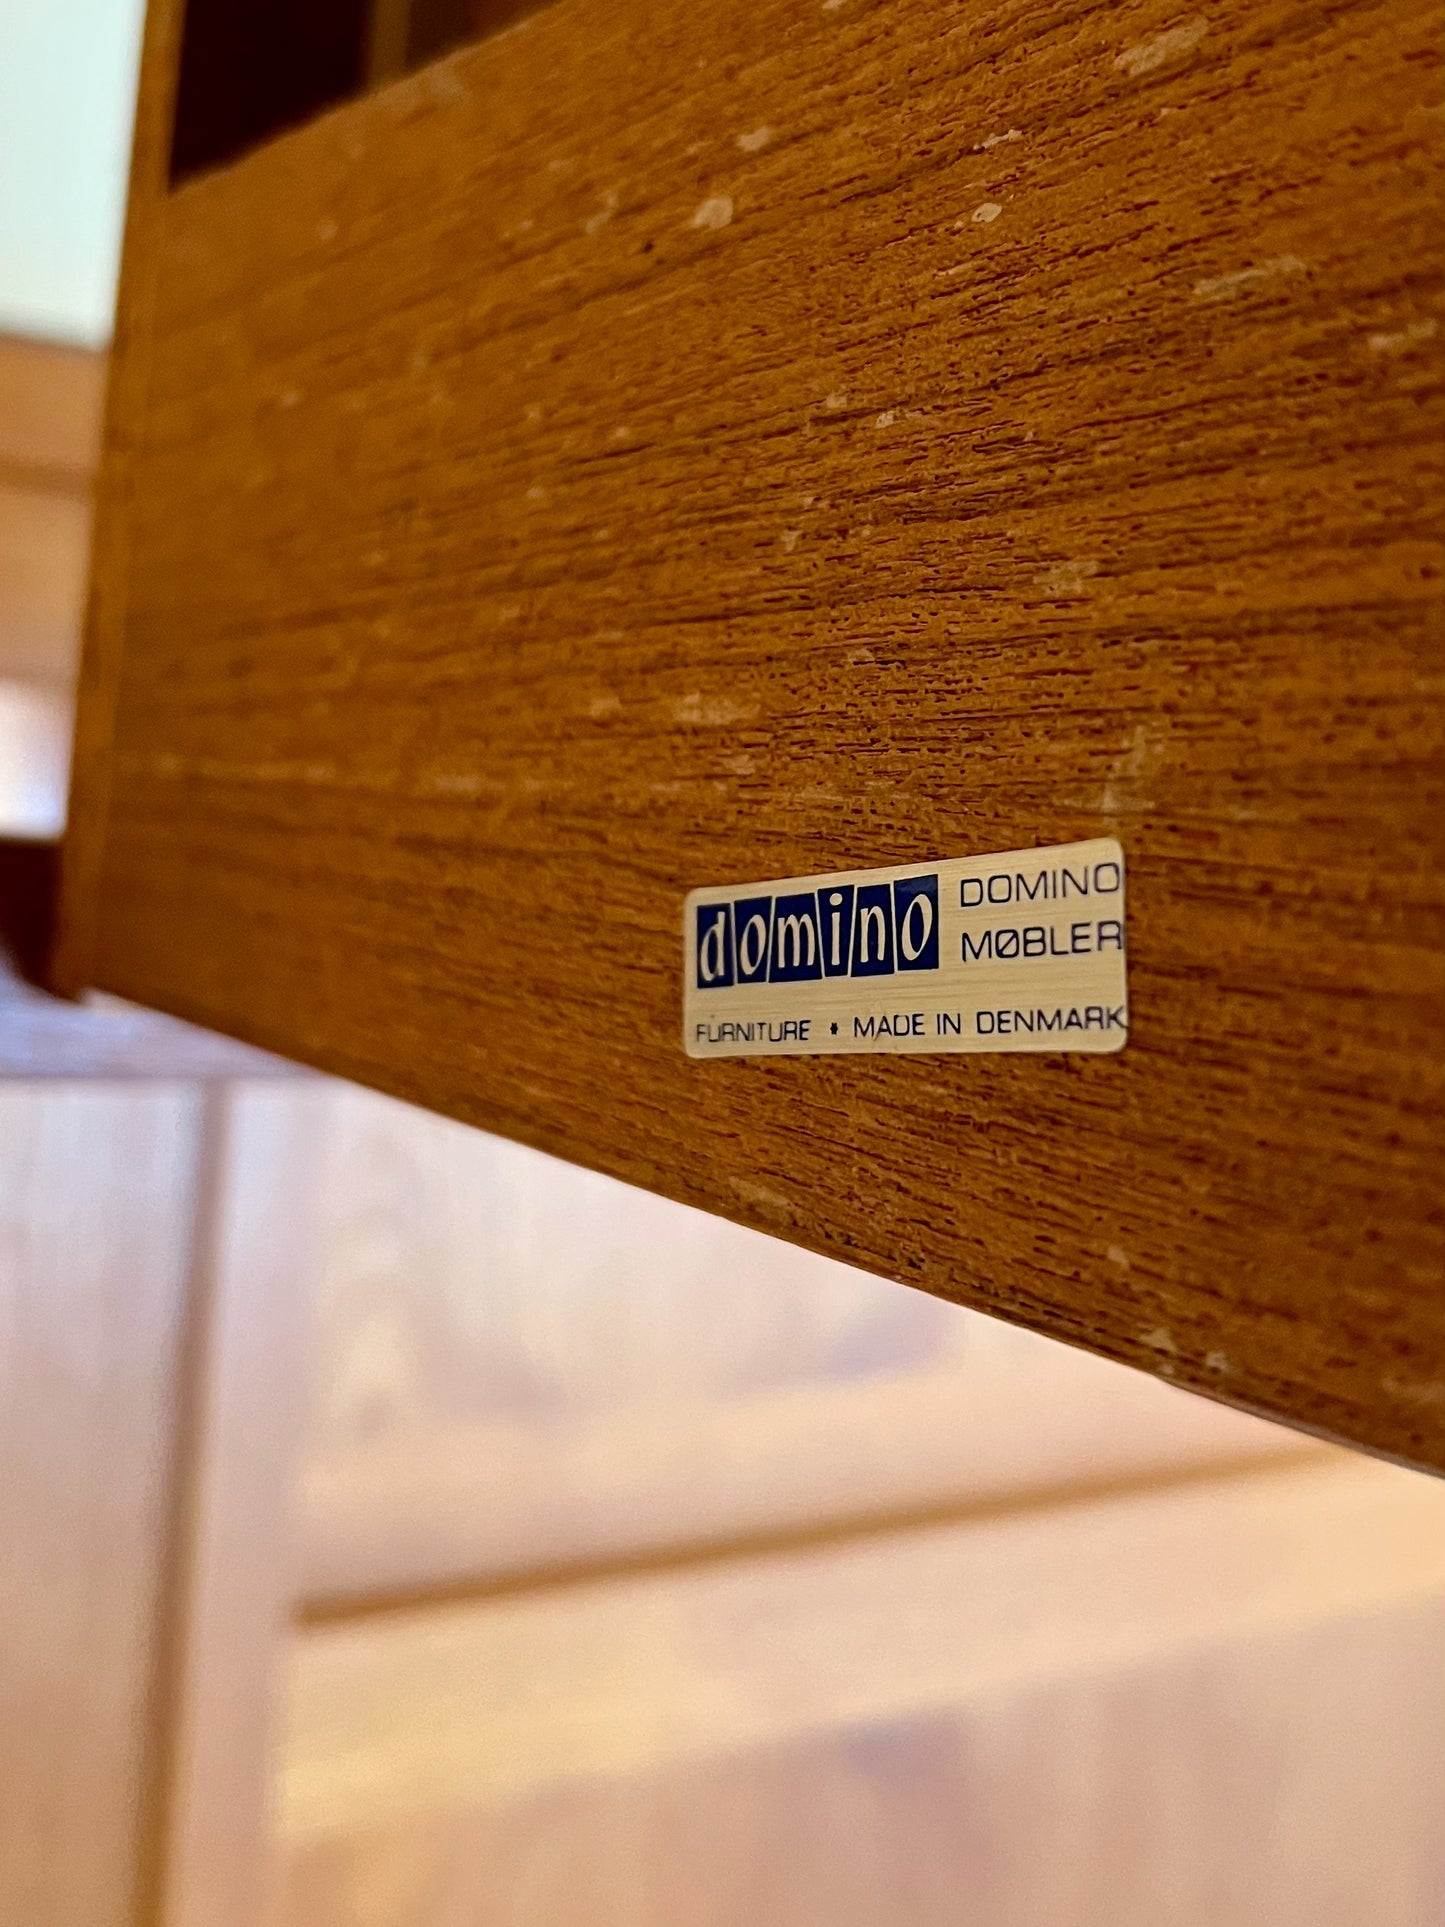 domino
DOMINO
MØBLER
FURNITURE * MADE IN DENMARK